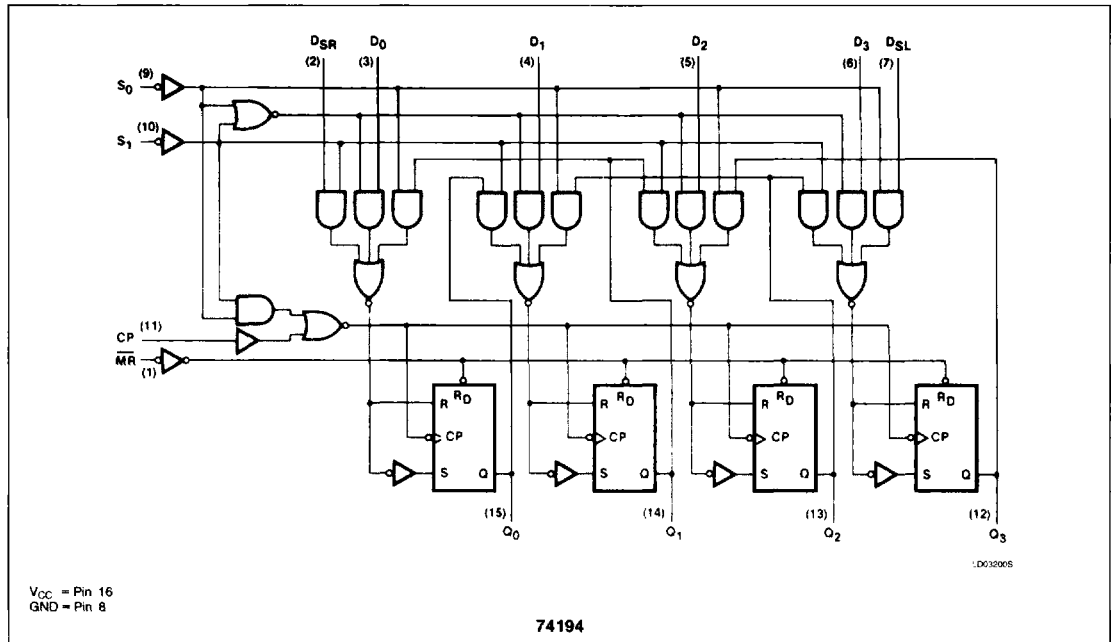 DSR D0 D1 D2 D3 DSL
(2) (3) (4) (5) (6) (7)
S0 (9)
S1 (10)
CP (11)
MR (1)
RD RD RD RD
R R R R
CP CP CP CP
S Q S Q S Q S Q
(15) (14) (13) (12)
Q0 Q1 Q2 Q3
LD03200S
VCC = Pin 16
GND = Pin 8
74194